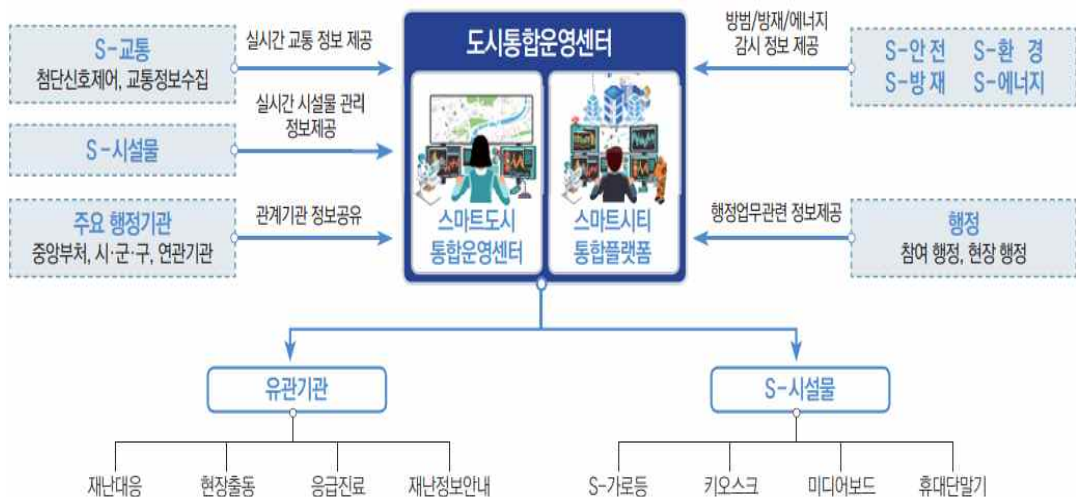 S-교통
첨단신호제어, 교통정보수집
실시간 교통 정보 제공
S-시설물
실시간 시설물 관리
정보제공
주요 행정기관
중앙부처, 시·군·구, 연관기관
관계기관 정보공유
도시통합운영센터
스마트도시
통합운영센터
스마트시티
통합플랫폼
방범/방재/에너지
감시 정보 제공
S-안전 S-환경
S-방재 S-에너지
행정업무관련 정보제공
행정
참여 행정, 현장 행정
유관기관
재난대응 현장출동 응급진료 재난정보안내
S-시설물
S-가로등 키오스크 미디어보드 휴대단말기